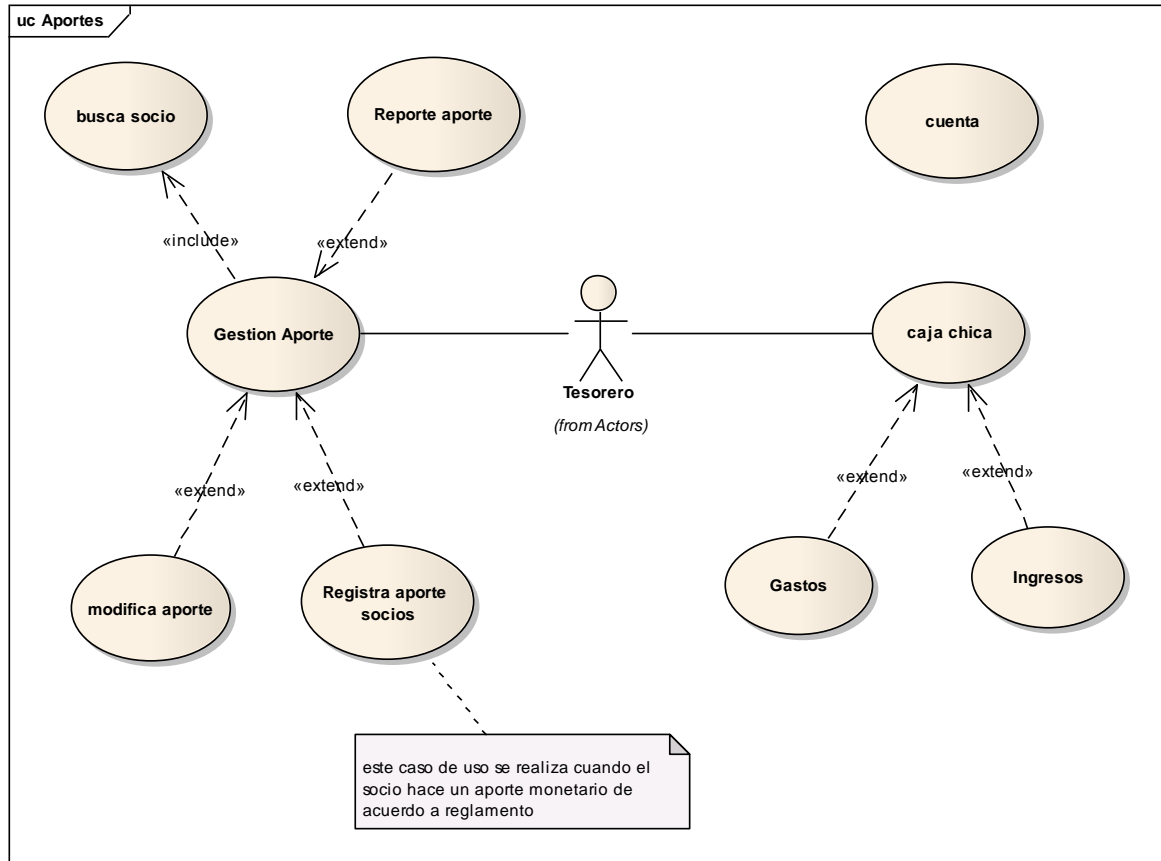 uc Aportes
busca socio
Reporte aporte
cuenta
«include»
«extend»
Gestion Aporte
caja chica
Tesorero
(from Actors)
«extend»
«extend»
«extend»
«extend»
modifica aporte
Registra aporte
socios
Gastos
Ingresos
este caso de uso se realiza cuando el
socio hace un aporte monetario de
acuerdo a reglamento